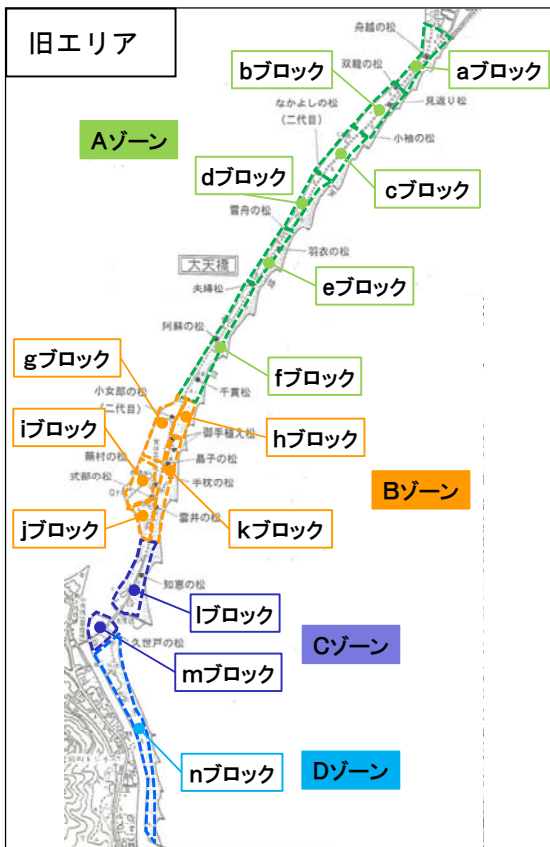 旧エリア
舟越の松
aブロック
双龍の松
bブロック
なかよしの松
(二代目)
見返り松
小袖の松
Aゾーン
cブロック
dブロック
雪舟の松
羽衣の松
大天橋
夫婦松
eブロック
阿蘇の松
fブロック
gブロック
千貫松
小女郎の松
(二代目)
iブロック
御手植え松
hブロック
蕪村の松
晶子の松
式部の松
手枕の松
Bゾーン
jブロック
雲井の松
kブロック
知恵の松
lブロック
久世戸の松
Cゾーン
mブロック
nブロック
Dゾーン